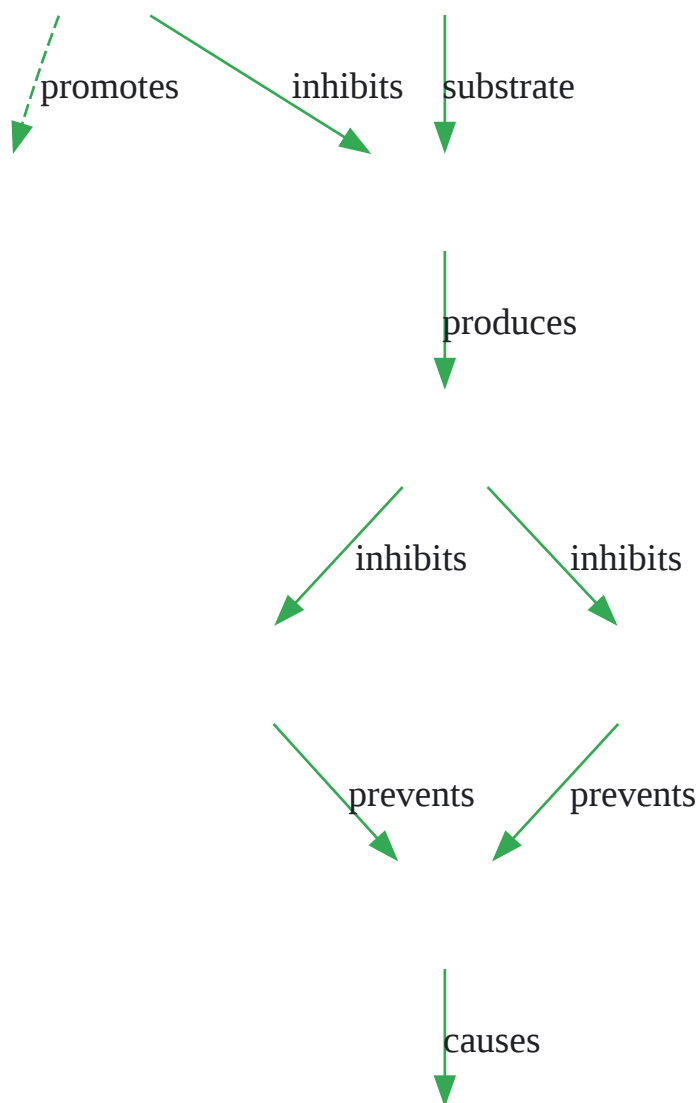 promotes inhibits substrate
produces
inhibits inhibits
prevents prevents
causes